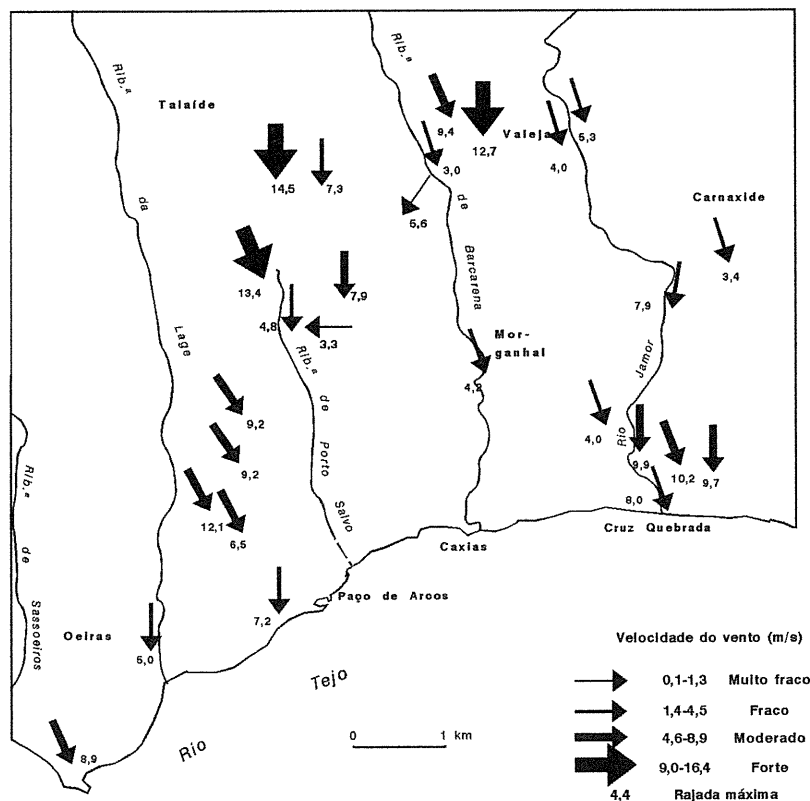 Rib.ª
Rib.ª
Talaíde
9,4
Valeja
5,3
12,7
4,0
3,0
14,5
7,3
da
de
Carnaxide
5,6
Barcarena
3,4
13,4
7,9
7,9
4,8
3,3
Lage
Rib.ª
Mor-
ganhal
Jamor
4,2
de
9,2
4,0
Rio
9,2
Porto
9,9
10,2
9,7
Rib.ª
12,1
6,5
Salvo
8,0
Cruz Quebrada
Caxias
de
Paço de Arcos
7,2
Sassoeiros
Oeiras
5,0
Tejo
Rio
8,9
0 1 km
Velocidade do vento (m/s)
0,1-1,3 Muito fraco
1,4-4,5 Fraco
4,6-8,9 Moderado
9,0-16,4 Forte
4,4 Rajada máxima